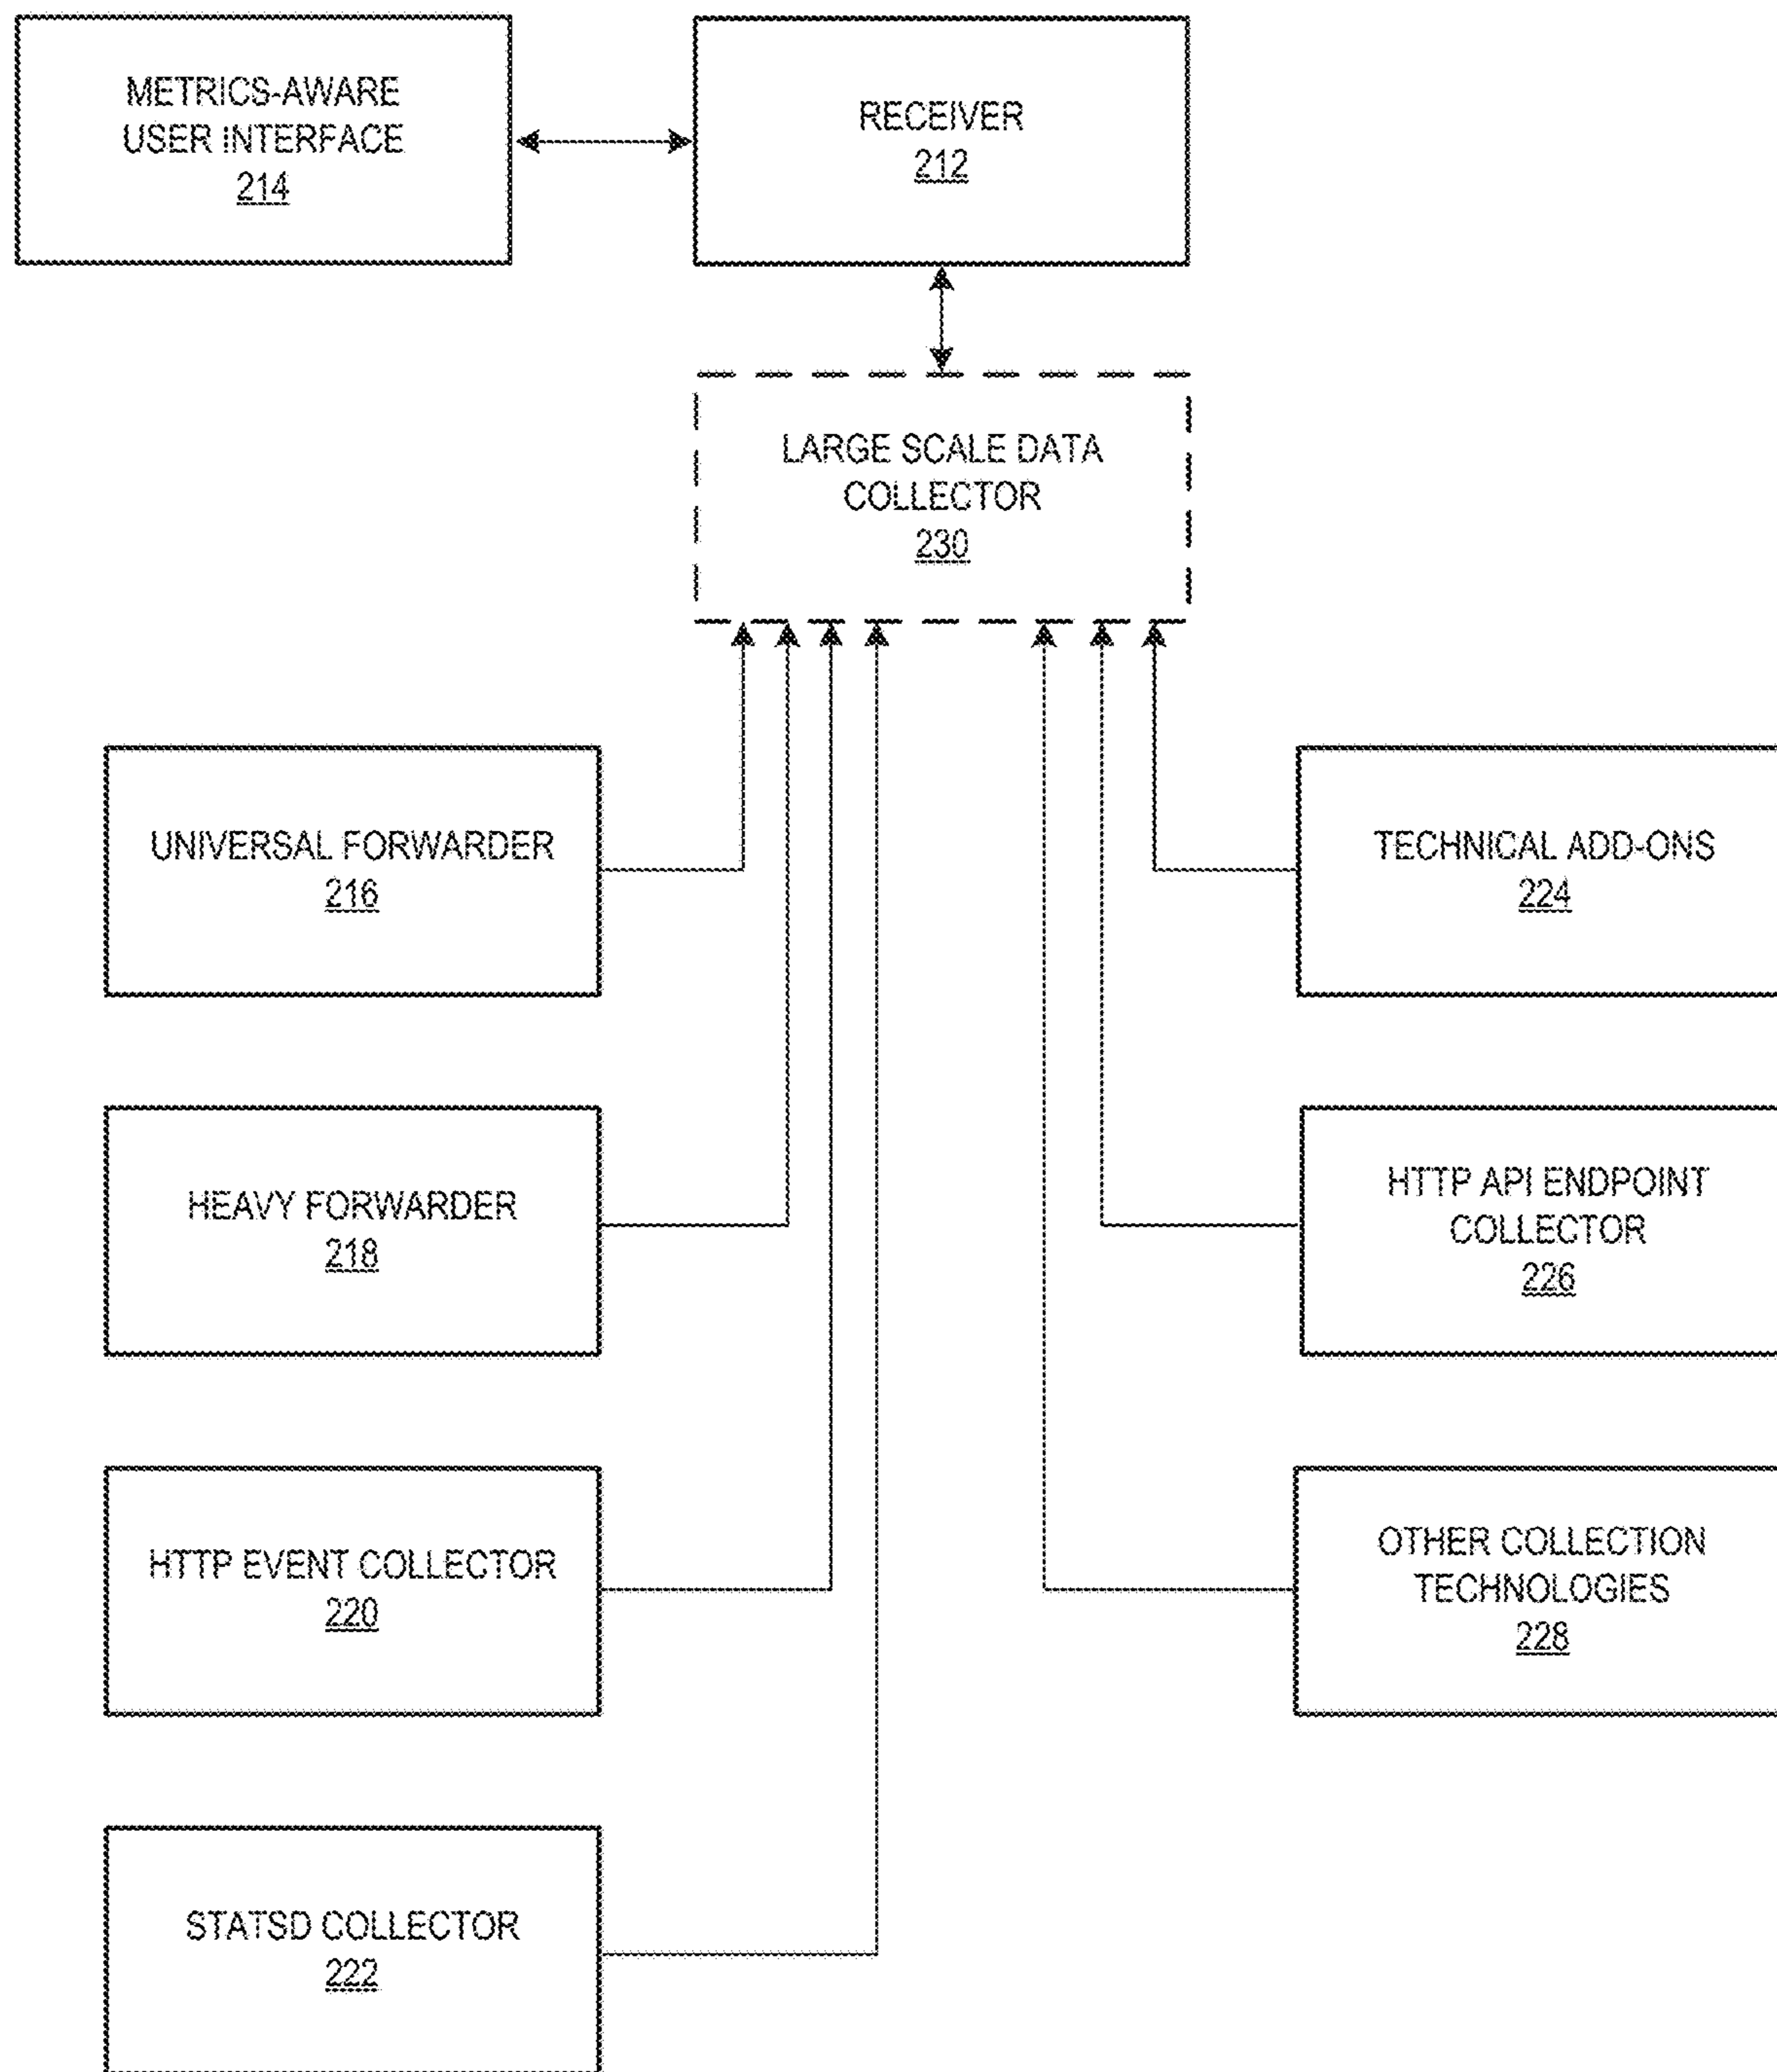 METRICS-AWARE
USER INTERFACE
214
RECEIVER
212
LARGE SCALE DATA
COLLECTOR
230
UNIVERSAL FORWARDER
216
TECHNICAL ADD-ONS
224
HEAVY FORWARDER
218
HTTP API ENDPOINT
COLLECTOR
226
HTTP EVENT COLLECTOR
220
OTHER COLLECTION
TECHNOLOGIES
228
STATSD COLLECTOR
222